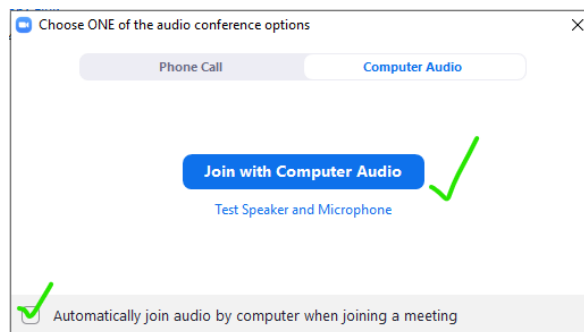 Choose ONE of the audio conference options
Phone Call
Computer Audio
Join with Computer Audio
Test Speaker and Microphone
Automatically join audio by computer when joining a meeting